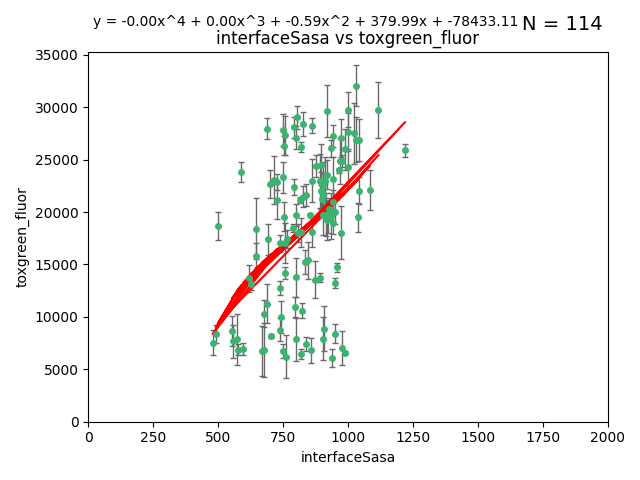 y = -0.00x^4 + 0.00x^3 + -0.59x^2 + 379.99x + -78433.11 N = 114
interfaceSasa vs toxgreen_fluor
35000
30000
25000
20000
15000
10000
5000
0
toxgreen_fluor
0 250 500 750 1000 1250 1500 1750 2000
interfaceSasa